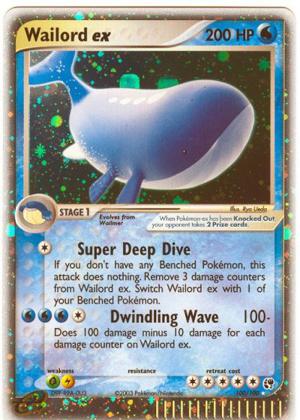 Wailord ex 200 HP
Illus. Ryo Ueda
STAGE 1
Evolves from
Wailmer
When Pokémon-ex has been Knocked Out,
your opponent takes 2 Prize cards.
Super Deep Dive
If you don't have any Benched Pokémon, this
attack does nothing. Remove 3 damage counters
from Wailord ex. Switch Wailord ex with 1 of
your Benched Pokémon.
Dwindling Wave 100-
Does 100 damage minus 10 damage for each
damage counter on Wailord ex.
weakness resistance retreat cost
©2003 Pokémon/Nintendo 100/100